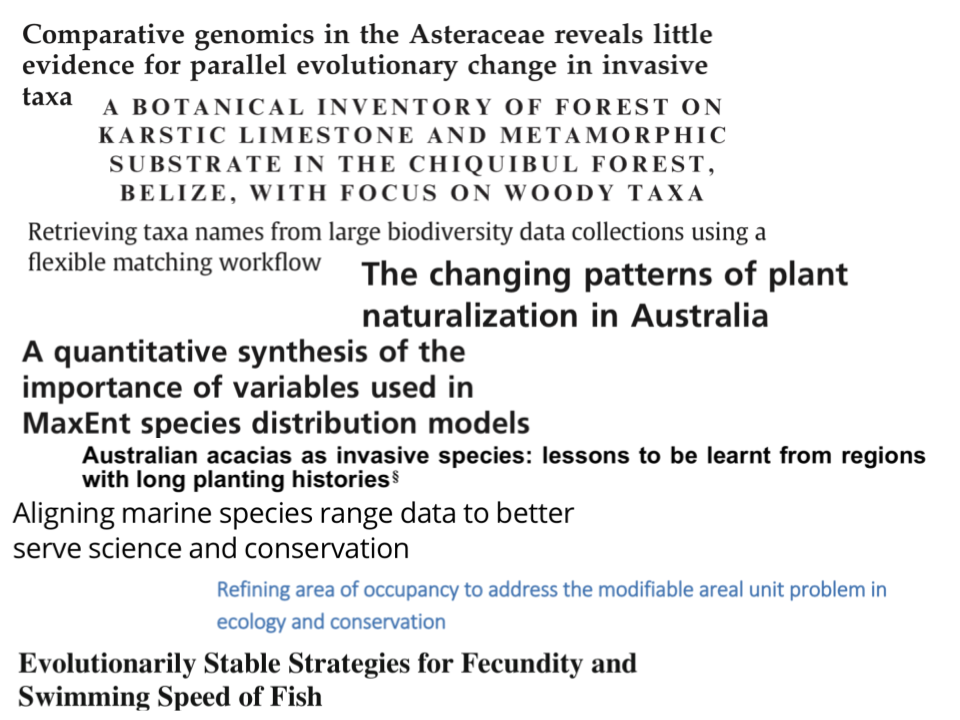 Comparative genomics in the Asteraceae reveals little
evidence for parallel evolutionary change in invasive
taxa
A BOTANICAL INVENTORY OF FOREST ON
KARSTIC LIMESTONE AND METAMORPHIC
SUBSTRATE IN THE CHIQUIBUL FOREST,
BELIZE, WITH FOCUS ON WOODY TAXA
Retrieving taxa names from large biodiversity data collections using a
flexible matching workflow
The changing patterns of plant
naturalization in Australia
A quantitative synthesis of the
importance of variables used in
MaxEnt species distribution models
Australian acacias as invasive species: lessons to be learnt from regions
with long planting histories§
Aligning marine species range data to better
serve science and conservation
Refining area of occupancy to address the modifiable areal unit problem in
ecology and conservation
Evolutionarily Stable Strategies for Fecundity and
Swimming Speed of Fish